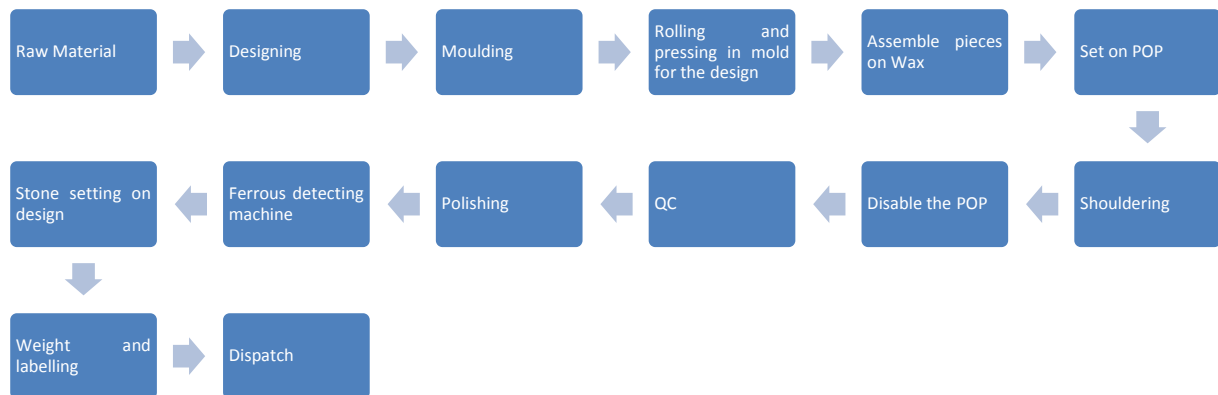 Raw Material
Designing
Moulding
Rolling and
pressing in mold
for the design
Assemble pieces
on Wax
Set on POP
Shouldering
Disable the POP
QC
Polishing
Ferrous detecting
machine
Stone setting on
design
Weight and
labelling
Dispatch